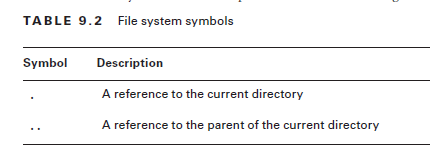 TABLE 9.2 File system symbols
Symbol Description
. A reference to the current directory
.. A reference to the parent of the current directory